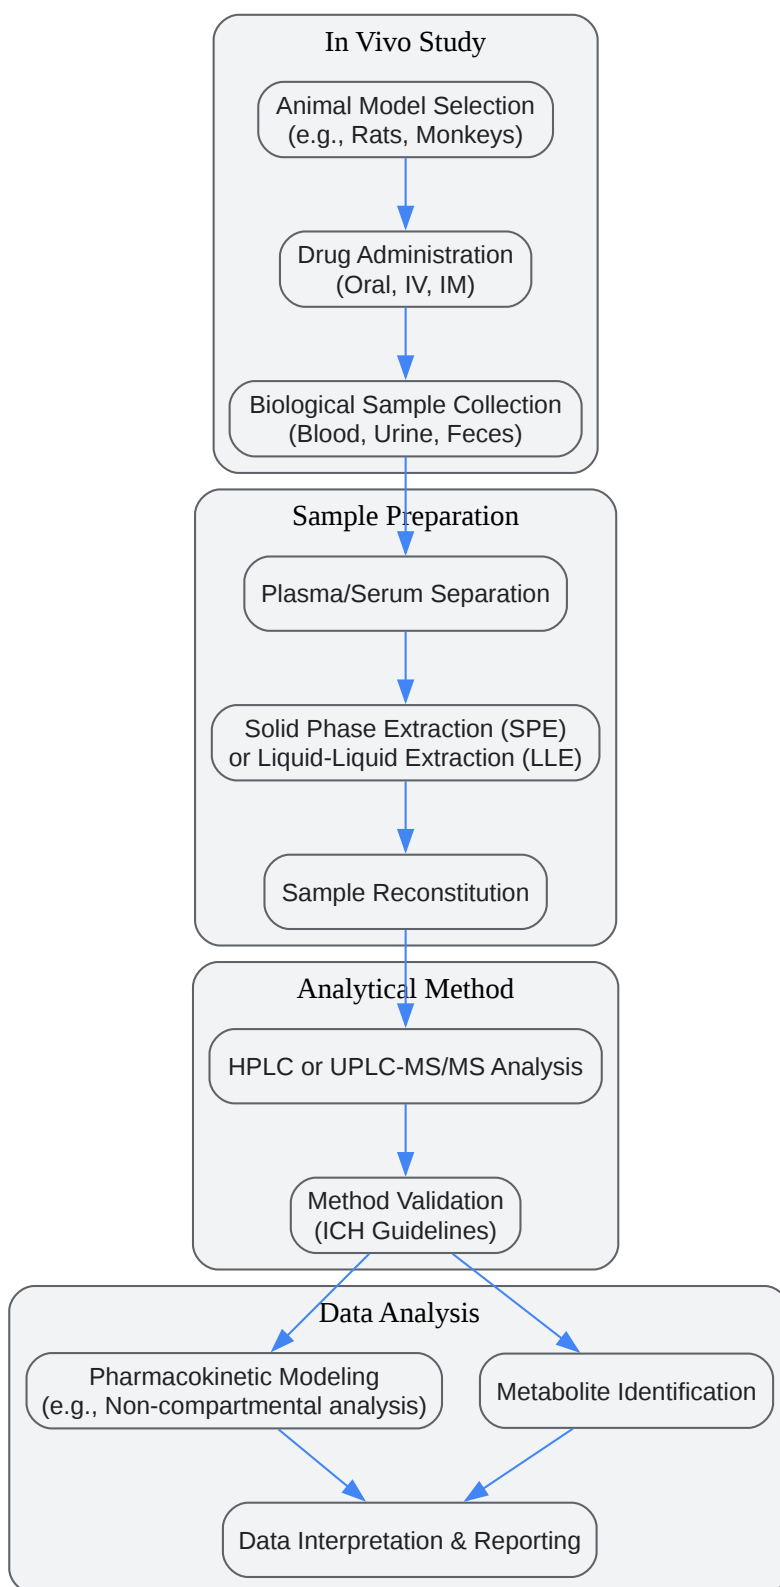 In Vivo Study
Animal Model Selection
(e.g., Rats, Monkeys)
Drug Administration
(Oral, IV, IM)
Biological Sample Collection
(Blood, Urine, Feces)
Sample Preparation
Plasma/Serum Separation
Solid Phase Extraction (SPE)
or Liquid-Liquid Extraction (LLE)
Sample Reconstitution
Analytical Method
HPLC or UPLC-MS/MS Analysis
Method Validation
(ICH Guidelines)
Data Analysis
Pharmacokinetic Modeling
(e.g., Non-compartmental analysis)
Metabolite Identification
Data Interpretation & Reporting